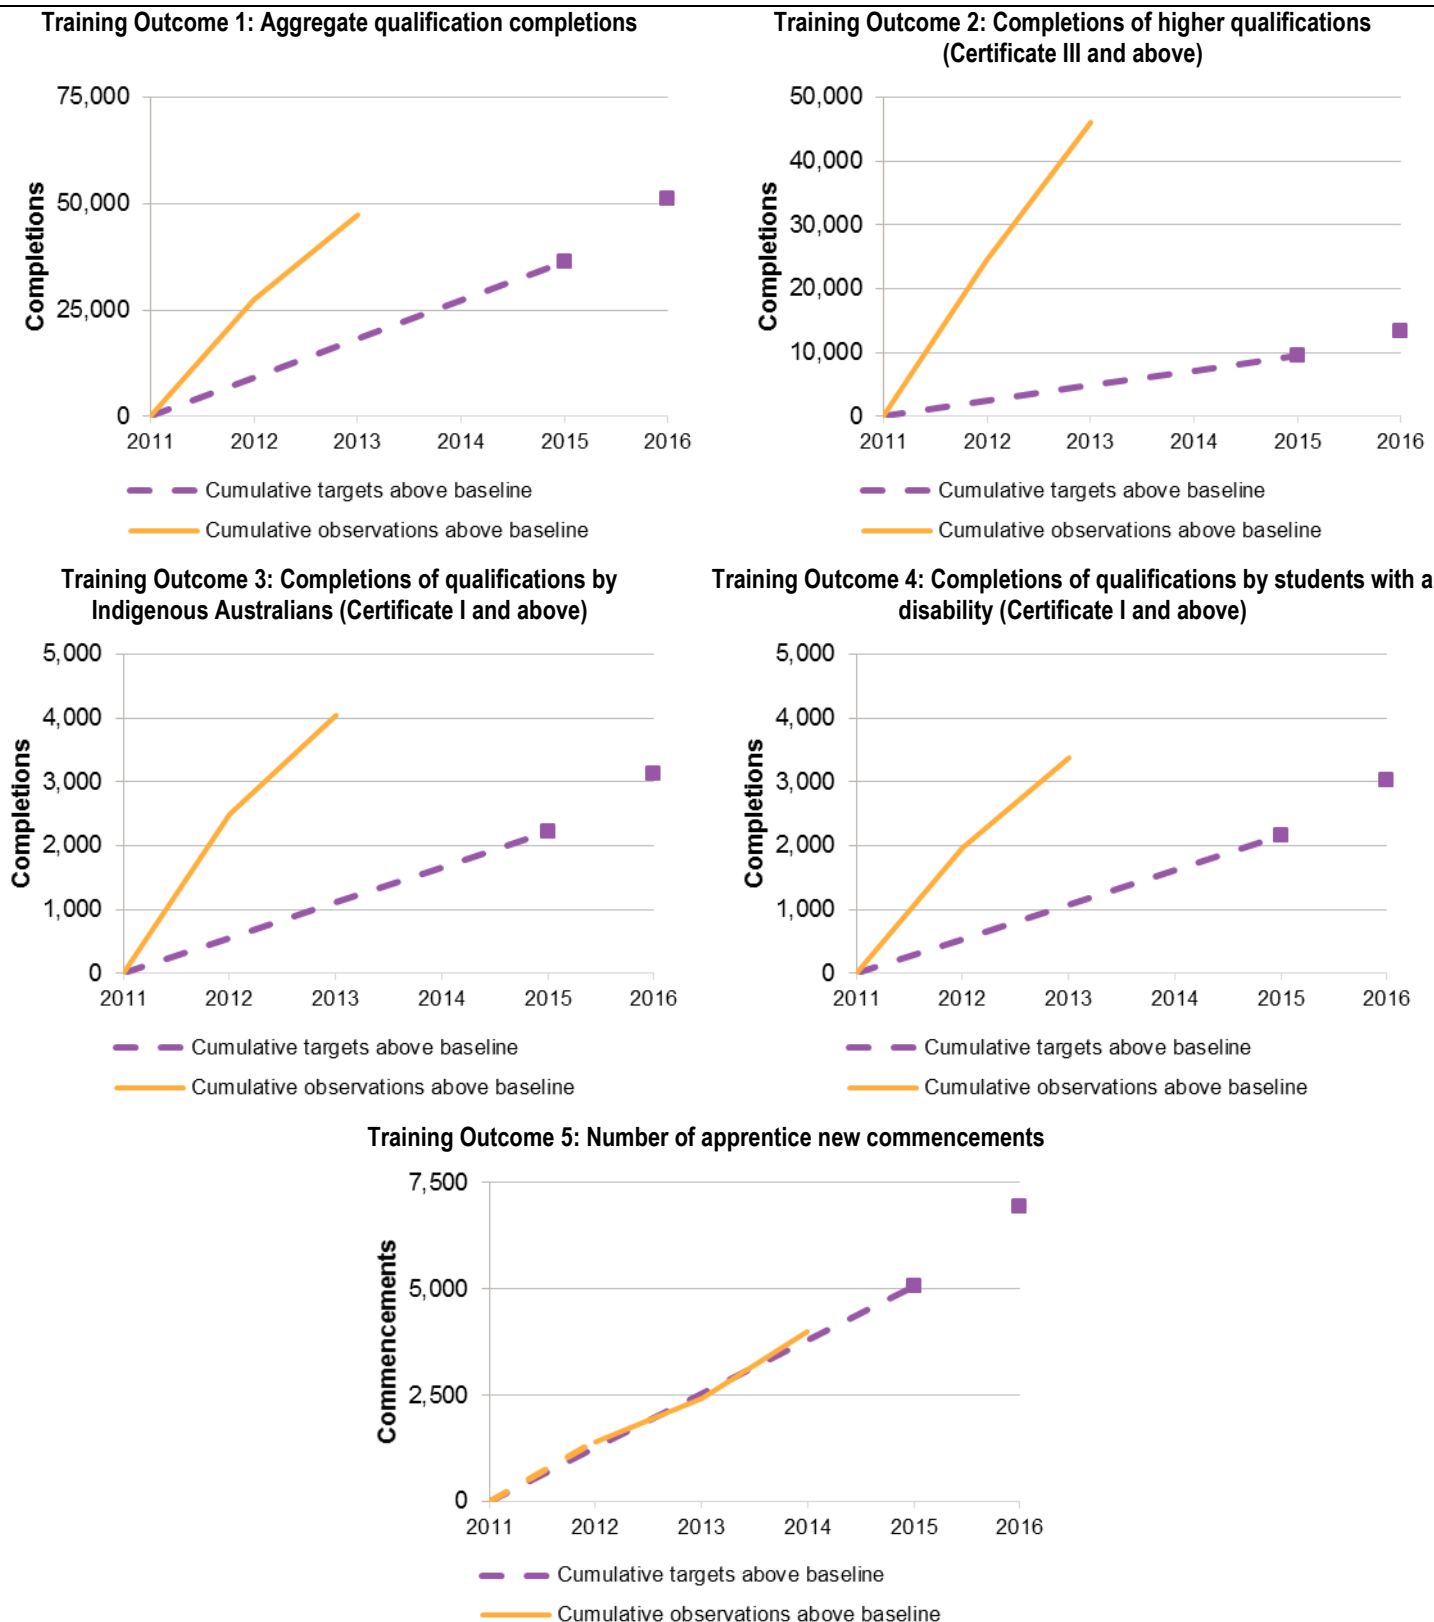 Training Outcome 1: Aggregate qualification completions
75,000
50,000
25,000
0
Completions
2011 2012 2013 2014 2015 2016
Cumulative targets above baseline
Cumulative observations above baseline
Training Outcome 2: Completions of higher qualifications
(Certificate III and above)
50,000
40,000
30,000
20,000
10,000
0
Completions
2011 2012 2013 2014 2015 2016
Cumulative targets above baseline
Cumulative observations above baseline
Training Outcome 3: Completions of qualifications by
Indigenous Australians (Certificate I and above)
5,000
4,000
3,000
2,000
1,000
0
Completions
2011 2012 2013 2014 2015 2016
Cumulative targets above baseline
Cumulative observations above baseline
Training Outcome 4: Completions of qualifications by students with a
disability (Certificate I and above)
5,000
4,000
3,000
2,000
1,000
0
Completions
2011 2012 2013 2014 2015 2016
Cumulative targets above baseline
Cumulative observations above baseline
Training Outcome 5: Number of apprentice new commencements
7,500
5,000
2,500
0
Commencements
2011 2012 2013 2014 2015 2016
Cumulative targets above baseline
Cumulative observations above baseline